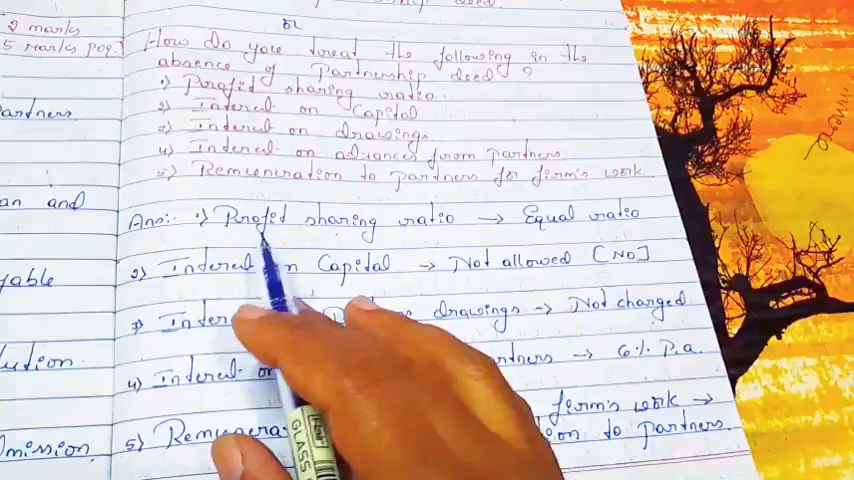 2 marks
5 Marks pag.
artners
an and
yable
lution
mission
or
How do you treat the following in the
absence of Partnership deed ?
1) Profit sharing ratio
2) Interest on Capital
3) Interest on drawings
4) Interest on advances from partners
5) Remuneration to partners for firm's work
Ans:- 1) Profit sharing ratio → Equal ratio
2) Interest on Capital → Not allowed [NO]
3) Inter drawings → Not charged
4) Interest on artners → 6% P.a.
5) Remunera firm's work →
ion to partners.